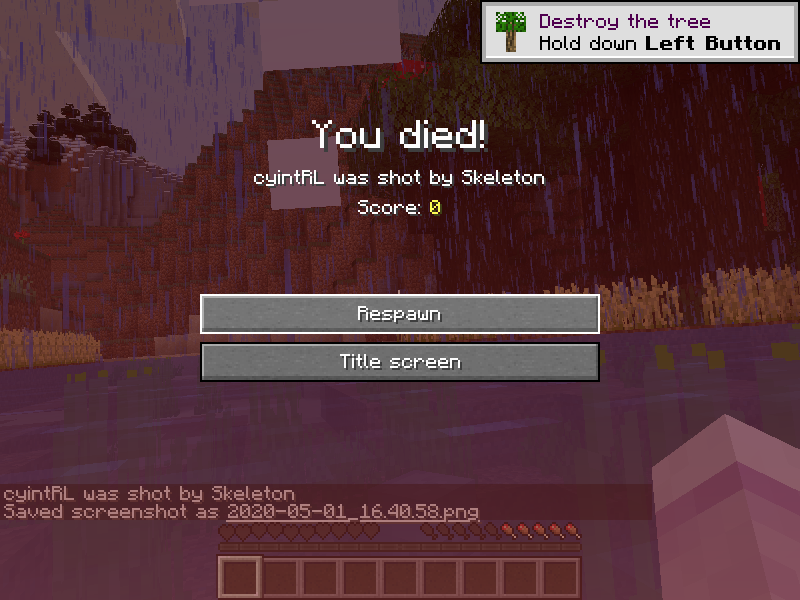 Destroy the tree
Hold down Left Button
You died!
cyintRL was shot by Skeleton
Score: 0
Respawn
Title screen
cyintRL was shot by Skeleton
Saved screenshot as 2020-05-01_16.40.58.png